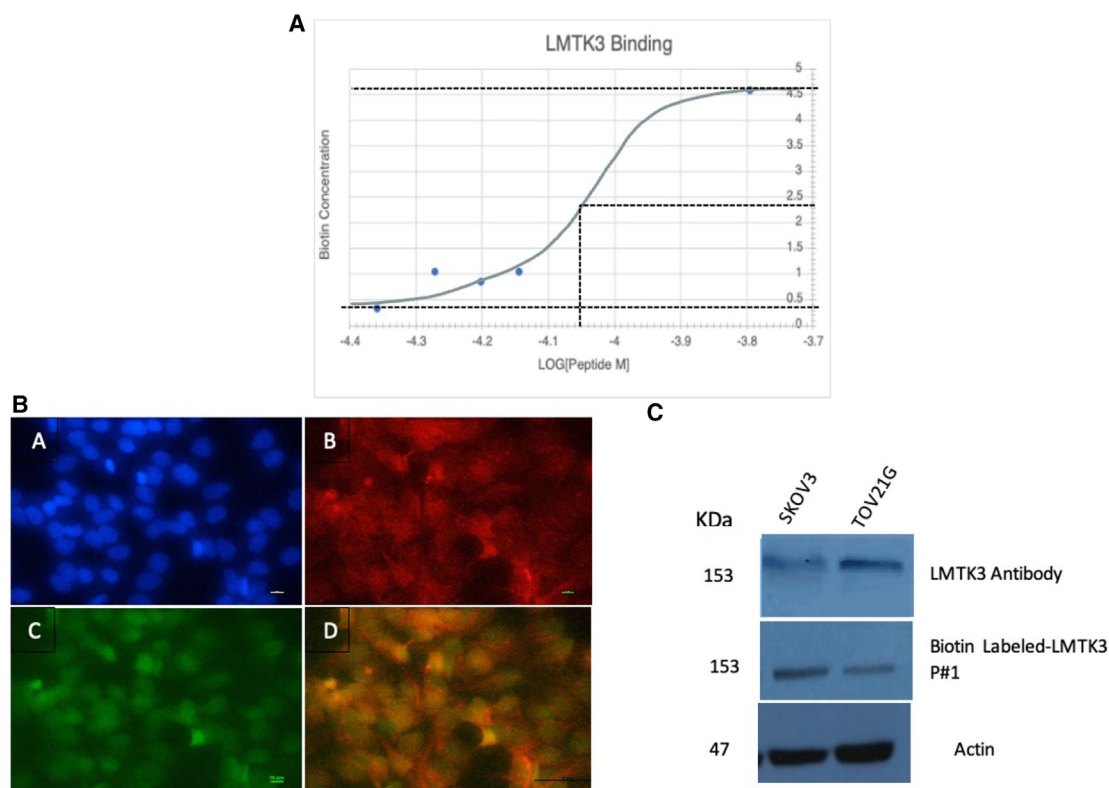 A
LMTK3 Binding
5
4.5
4
3.5
3
2.5
2
1.5
1
0.5
0
Biotin Concentration
-4.4 -4.3 -4.2 -4.1 -4 -3.9 -3.8 -3.7
LOG[Peptide M]
B
A
B
C
D
C
SKOV3 TOV21G
KDa
153
LMTK3 Antibody
153
Biotin Labeled-LMTK3
P#1
47
Actin